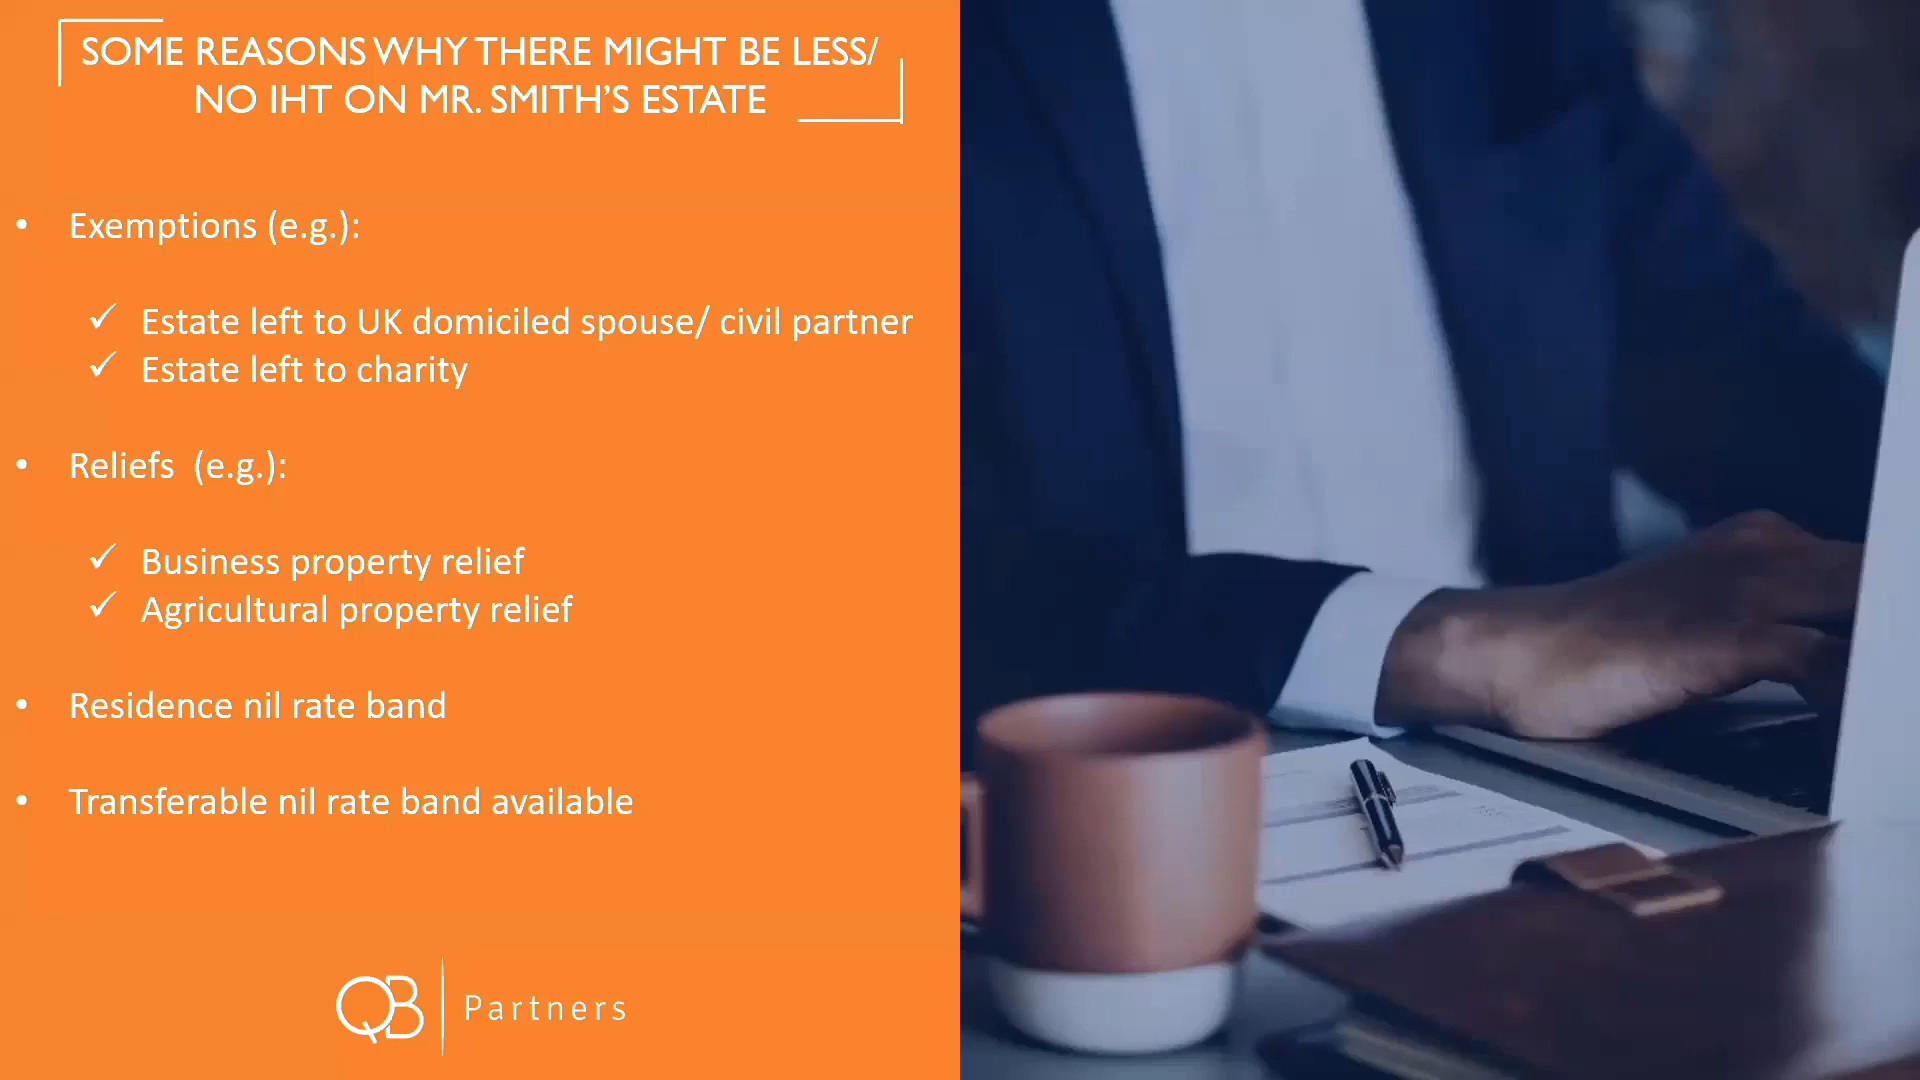 SOME REASONS WHY THERE MIGHT BE LESS/
NO IHT ON MR. SMITH'S ESTATE
• Exemptions (e.g.):
✓ Estate left to UK domiciled spouse/ civil partner
✓ Estate left to charity
• Reliefs  (e.g.):
✓ Business property relief
✓ Agricultural property relief
• Residence nil rate band
• Transferable nil rate band available
QB | Partners